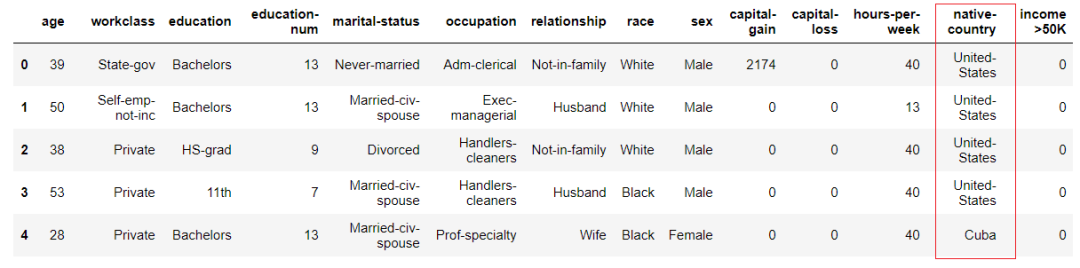 age workclass education education-num marital-status occupation relationship race sex capital-gain capital-loss hours-per-week native-country income >50K
0 39 State-gov Bachelors 13 Never-married Adm-clerical Not-in-family White Male 2174 0 40 United-States 0
1 50 Self-emp-not-inc Bachelors 13 Married-civ-spouse Exec-managerial Husband White Male 0 0 13 United-States 0
2 38 Private HS-grad 9 Divorced Handlers-cleaners Not-in-family White Male 0 0 40 United-States 0
3 53 Private 11th 7 Married-civ-spouse Handlers-cleaners Husband Black Male 0 0 40 United-States 0
4 28 Private Bachelors 13 Married-civ-spouse Prof-specialty Wife Black Female 0 0 40 Cuba 0